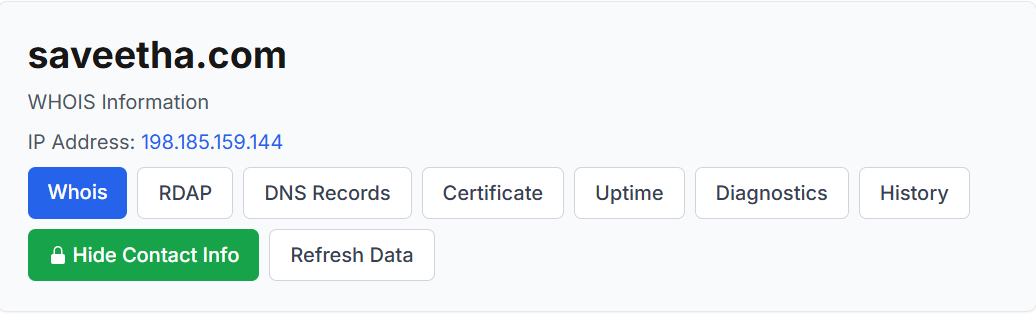 saveetha.com
WHOIS Information
IP Address: 198.185.159.144
Whois RDAP DNS Records Certificate Uptime Diagnostics History
Hide Contact Info Refresh Data